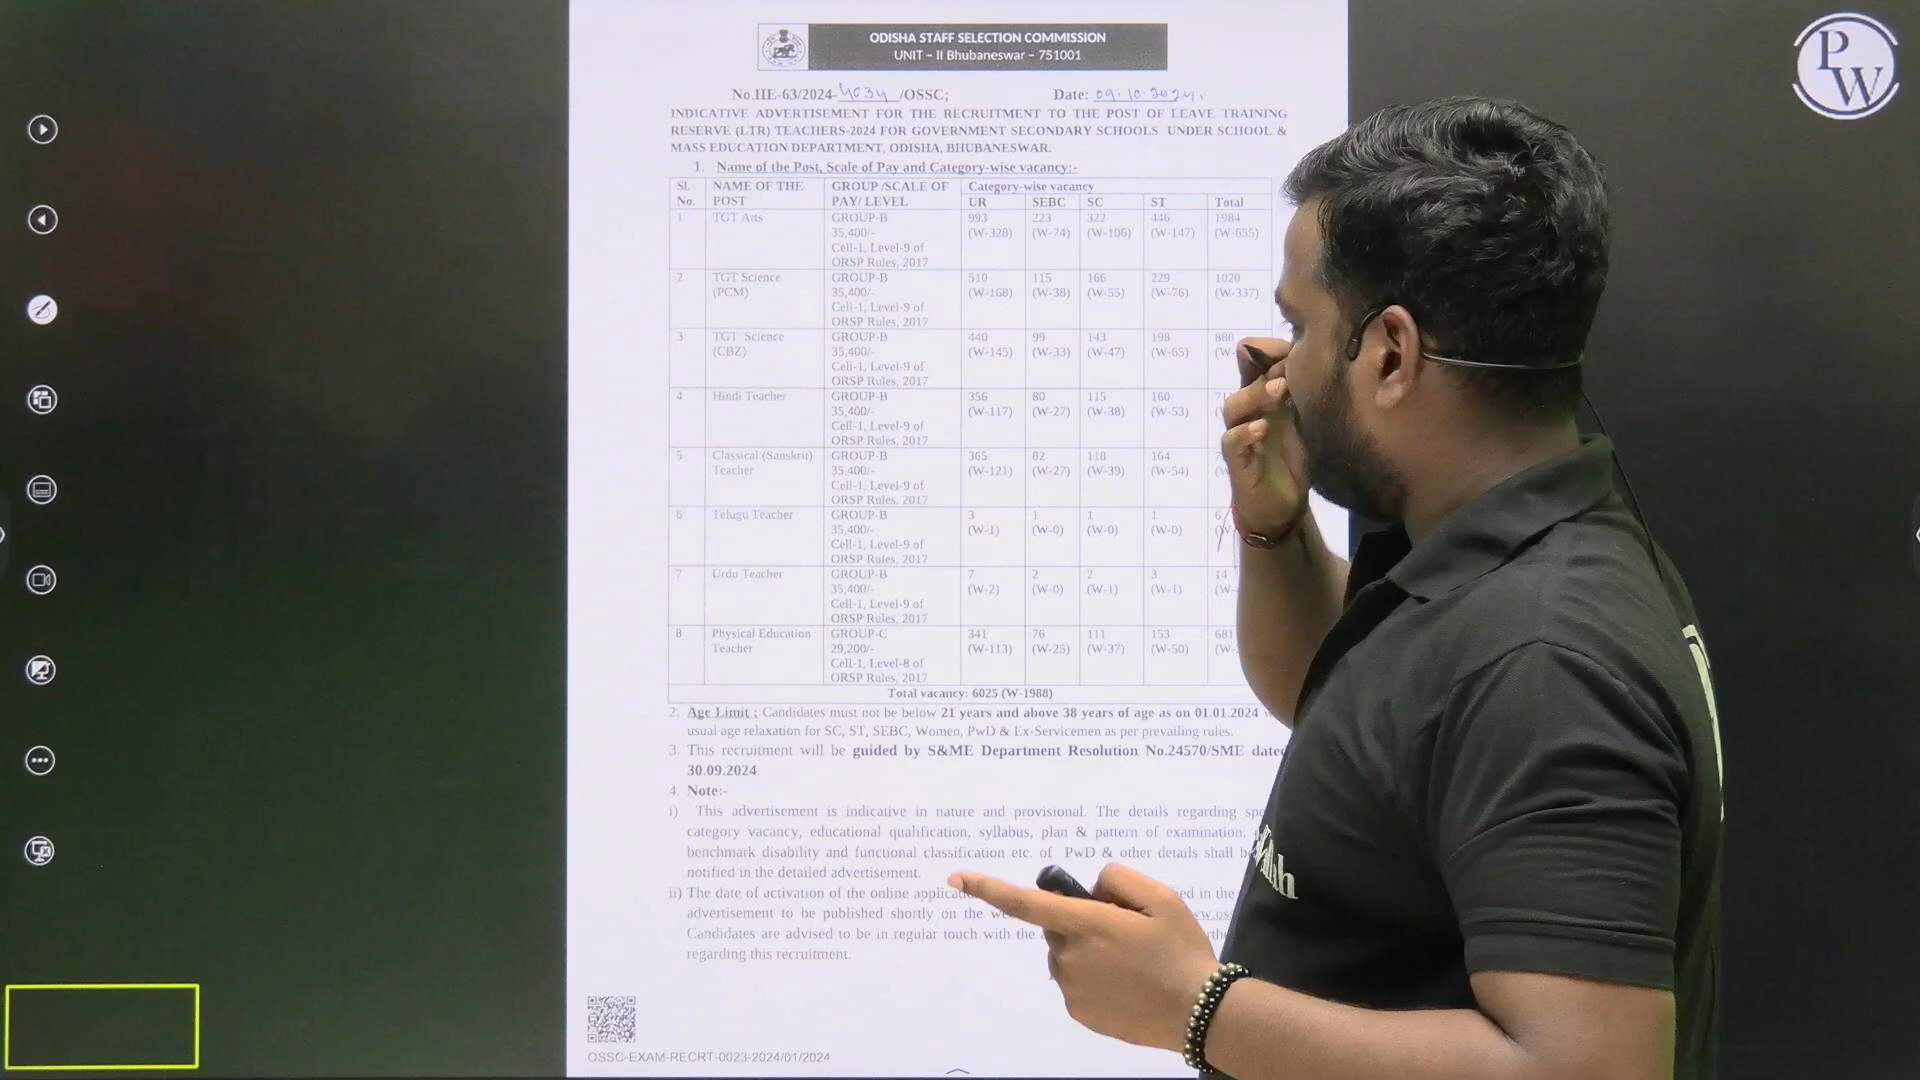 PW
ODISHA STAFF SELECTION COMMISSION
UNIT – II Bhubaneswar – 751001
No.IIE-63/2024-4034/OSSC; Date: 09.10.2024.
INDICATIVE ADVERTISEMENT FOR THE RECRUITMENT TO THE POST OF LEAVE TRAINING
RESERVE (LTR) TEACHERS-2024 FOR GOVERNMENT SECONDARY SCHOOLS UNDER SCHOOL &
MASS EDUCATION DEPARTMENT, ODISHA, BHUBANESWAR.
1. Name of the Post, Scale of Pay and Category-wise vacancy:-
Sl. NAME OF THE GROUP /SCALE OF Category-wise vacancy
No. POST PAY/ LEVEL UR SEBC SC ST Total
1 TGT Arts GROUP-B 993 223 322 446 1984
35,400/- (W-328) (W-74) (W-106) (W-147) (W-655)
Cell-1, Level-9 of
ORSP Rules, 2017
2 TGT Science GROUP-B 510 115 166 229 1020
(PCM) 35,400/- (W-168) (W-38) (W-55) (W-76) (W-337)
Cell-1, Level-9 of
ORSP Rules, 2017
3 TGT Science GROUP-B 440 99 143 198 880
(CBZ) 35,400/- (W-145) (W-33) (W-47) (W-65) (W-
Cell-1, Level-9 of
ORSP Rules, 2017
4 Hindi Teacher GROUP-B 356 80 115 160
35,400/- (W-117) (W-27) (W-38) (W-53)
Cell-1, Level-9 of
ORSP Rules, 2017
5 Classical (Sanskrit) GROUP-B 365 82 118 164
Teacher 35,400/- (W-121) (W-27) (W-39) (W-54)
Cell-1, Level-9 of
ORSP Rules, 2017
6 Telugu Teacher GROUP-B 3 1 1 1 6
35,400/- (W-1) (W-0) (W-0) (W-0)
Cell-1, Level-9 of
ORSP Rules, 2017
7 Urdu Teacher GROUP-B 7 2 2 3 14
35,400/- (W-2) (W-0) (W-1) (W-1) (W-
Cell-1, Level-9 of
ORSP Rules, 2017
8 Physical Education GROUP-C 341 76 111 153 681
Teacher 29,200/- (W-113) (W-25) (W-37) (W-50) (W-
Cell-1, Level-8 of
ORSP Rules, 2017
Total vacancy: 6025 (W-1988)
2. Age Limit : Candidates must not be below 21 years and above 38 years of age as on 01.01.2024
usual age relaxation for SC, ST, SEBC, Women, PwD & Ex-Servicemen as per prevailing rules.
3. This recruitment will be guided by S&ME Department Resolution No.24570/SME dated
30.09.2024.
4. Note:-
i) This advertisement is indicative in nature and provisional. The details regarding
category vacancy, educational qualification, syllabus, plan & pattern of examination,
benchmark disability and functional classification etc. of PwD & other details shall
notified in the detailed advertisement.
ii) The date of activation of the online in the
advertisement to be published shortly on the
Candidates are advised to be in regular touch with the
regarding this recruitment.
OSSC-EXAM-RECRT-0023-2024/01/2024